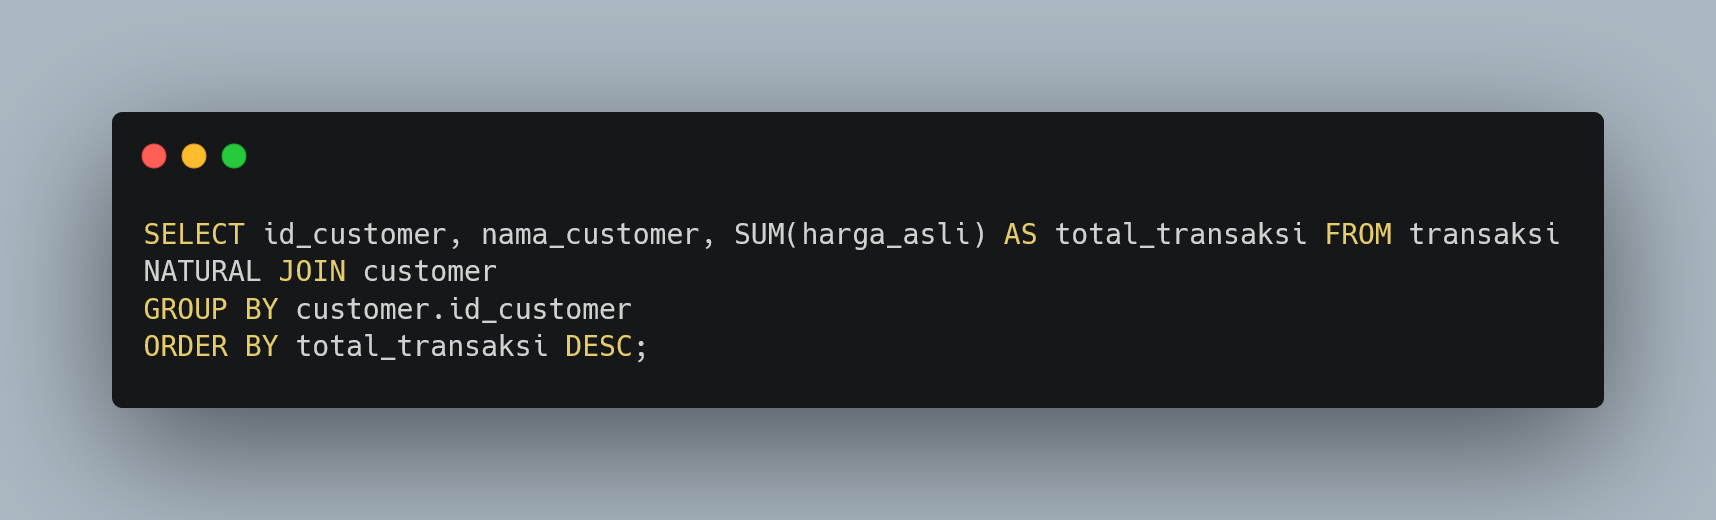 SELECT id_customer, nama_customer, SUM(harga_asli) AS total_transaksi FROM transaksi
NATURAL JOIN customer
GROUP BY customer.id_customer
ORDER BY total_transaksi DESC;